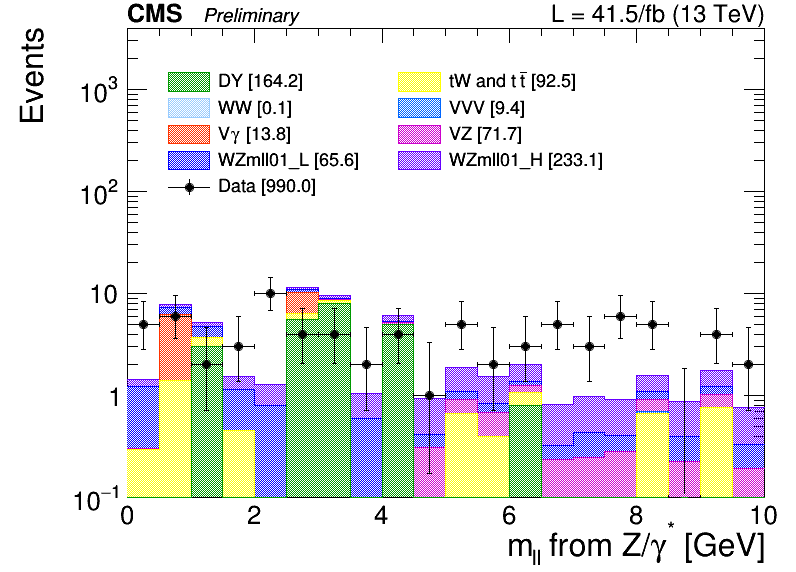 CMS Preliminary L = 41.5/fb (13 TeV)
Events
DY [164.2] tW and tt̄ [92.5]
WW [0.1] VVV [9.4]
Vγ [13.8] VZ [71.7]
WZmll01_L [65.6] WZmll01_H [233.1]
Data [990.0]
10³
10²
10
1
10⁻¹
0 2 4 6 8 10
m_ll from Z/γ* [GeV]